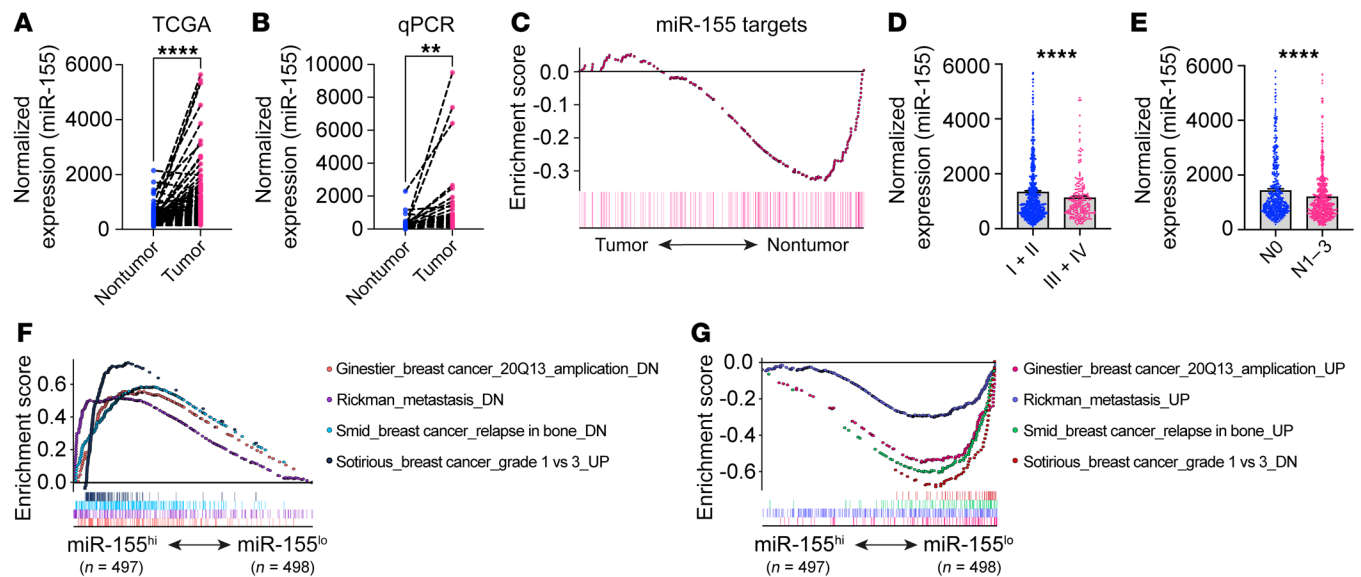 A
TCGA
****
Normalized
expression (miR-155)
6000
4000
2000
0
Nontumor
Tumor
B
qPCR
**
Normalized
expression (miR-155)
10000
8000
6000
4000
2000
0
Nontumor
Tumor
C
miR-155 targets
Enrichment score
0.0
-0.1
-0.2
-0.3
Tumor
Nontumor
D
****
Normalized
expression (miR-155)
6000
4000
2000
0
I + II
III + IV
E
****
Normalized
expression (miR-155)
6000
4000
2000
0
N0
N1–3
F
Enrichment score
0.6
0.4
0.2
0.0
miR-155hi
(n = 497)
miR-155lo
(n = 498)
Ginestier_breast cancer_20Q13_amplication_DN
Rickman_metastasis_DN
Smid_breast cancer_relapse in bone_DN
Sotirious_breast cancer_grade 1 vs 3_UP
G
Enrichment score
0.0
-0.2
-0.4
-0.6
miR-155hi
(n = 497)
miR-155lo
(n = 498)
Ginestier_breast cancer_20Q13_amplication_UP
Rickman_metastasis_UP
Smid_breast cancer_relapse in bone_UP
Sotirious_breast cancer_grade 1 vs 3_DN